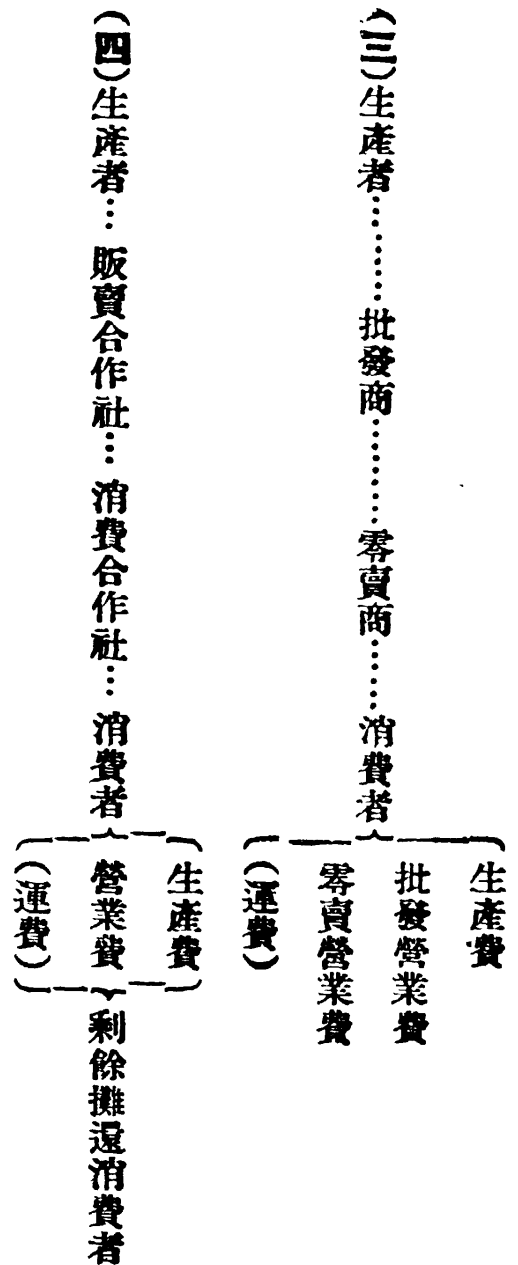 (三)生產者………批發商………零賣商……消費者
生產費
批發營業費
零賣營業費
(運費)
(四)生產者…販賣合作社…消費合作社…消費者
生產費
營業費
(運費)
剩餘攤還消費者